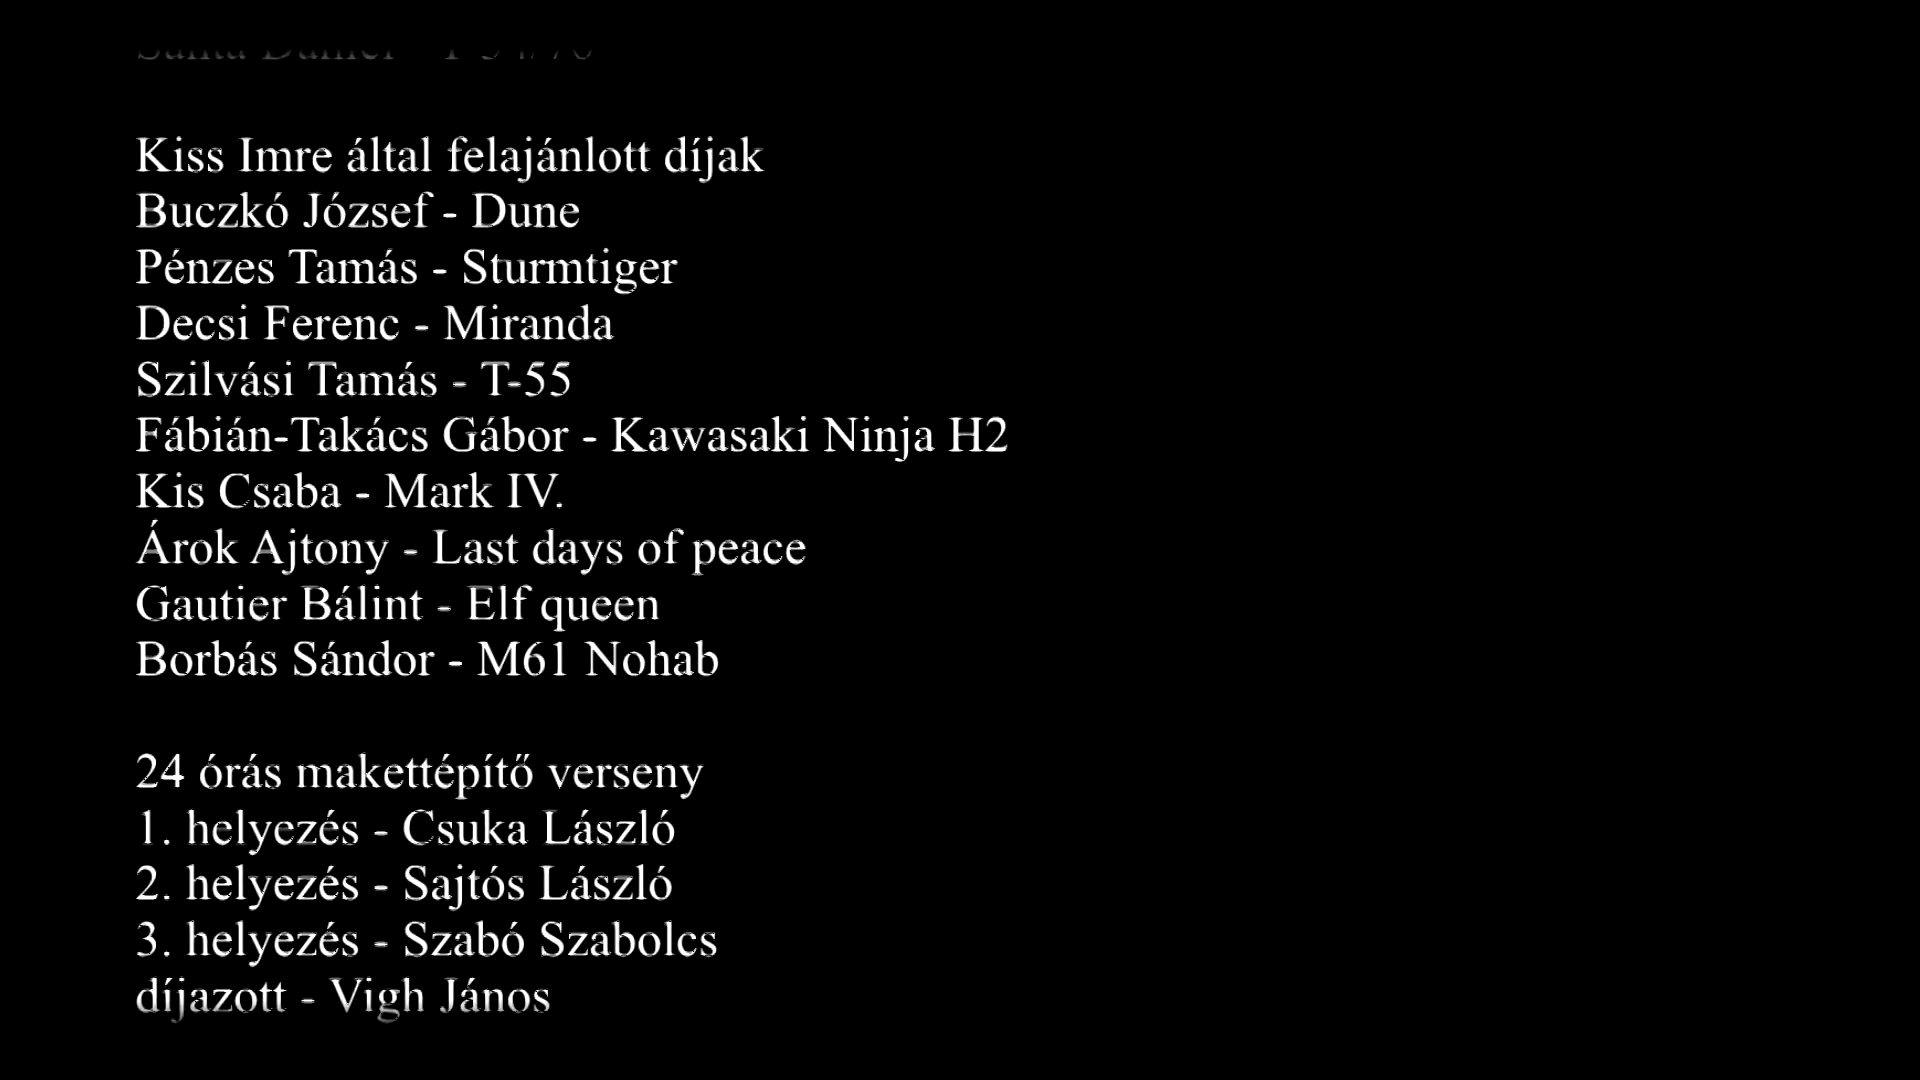 Kiss Imre által felajánlott díjak
Buczkó József - Dune
Pénzes Tamás - Sturmtiger
Decsi Ferenc - Miranda
Szilvási Tamás - T-55
Fábián-Takács Gábor - Kawasaki Ninja H2
Kis Csaba - Mark IV.
Árok Ajtony - Last days of peace
Gautier Bálint - Elf queen
Borbás Sándor - M61 Nohab
24 órás makettépítő verseny
1. helyezés - Csuka László
2. helyezés - Sajtós László
3. helyezés - Szabó Szabolcs
díjazott - Vigh János